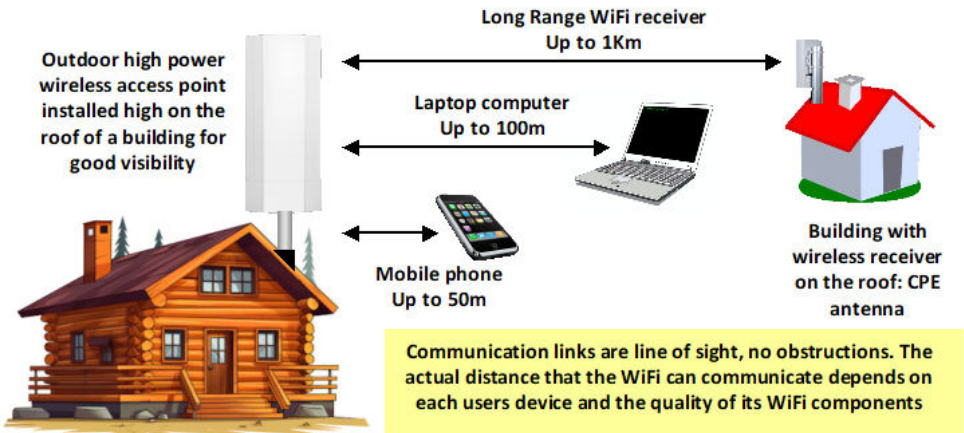 Long Range WiFi receiver
Up to 1Km
Outdoor high power
wireless access point
installed high on the
roof of a building for
good visibility
Laptop computer
Up to 100m
Mobile phone
Up to 50m
Building with
wireless receiver
on the roof: CPE
antenna
Communication links are line of sight, no obstructions. The
actual distance that the WiFi can communicate depends on
each users device and the quality of its WiFi components